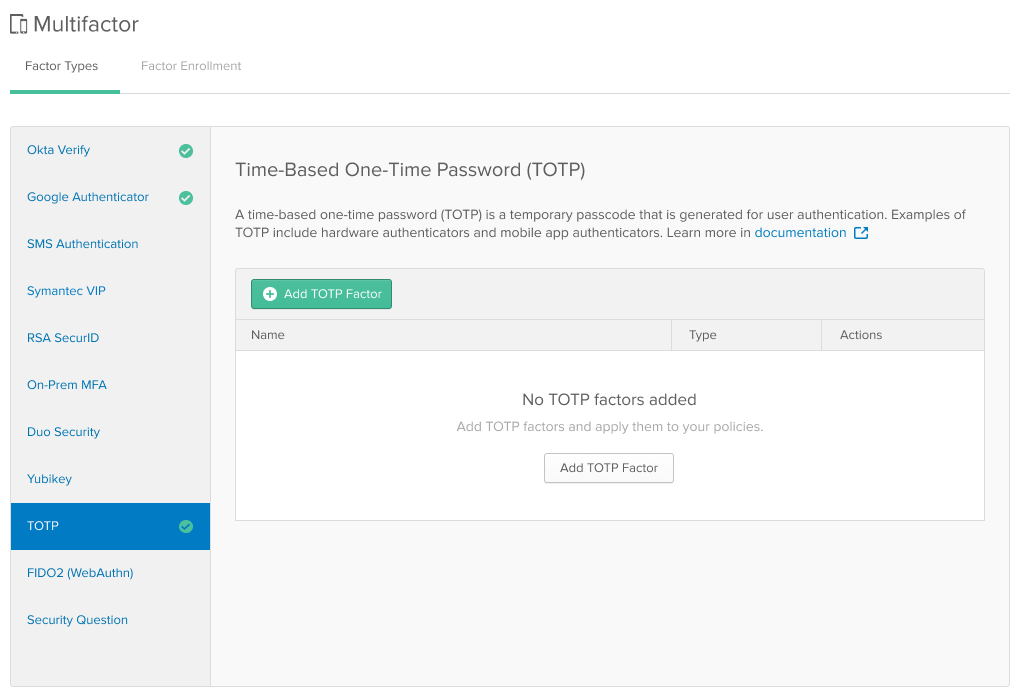 Multifactor
Factor Types
Factor Enrollment
Okta Verify
Google Authenticator
SMS Authentication
Symantec VIP
RSA SecurID
On-Prem MFA
Duo Security
Yubikey
TOTP
FIDO2 (WebAuthn)
Security Question
Time-Based One-Time Password (TOTP)
A time-based one-time password (TOTP) is a temporary passcode that is generated for user authentication. Examples of
TOTP include hardware authenticators and mobile app authenticators. Learn more in documentation
Add TOTP Factor
Name
Type
Actions
No TOTP factors added
Add TOTP factors and apply them to your policies.
Add TOTP Factor